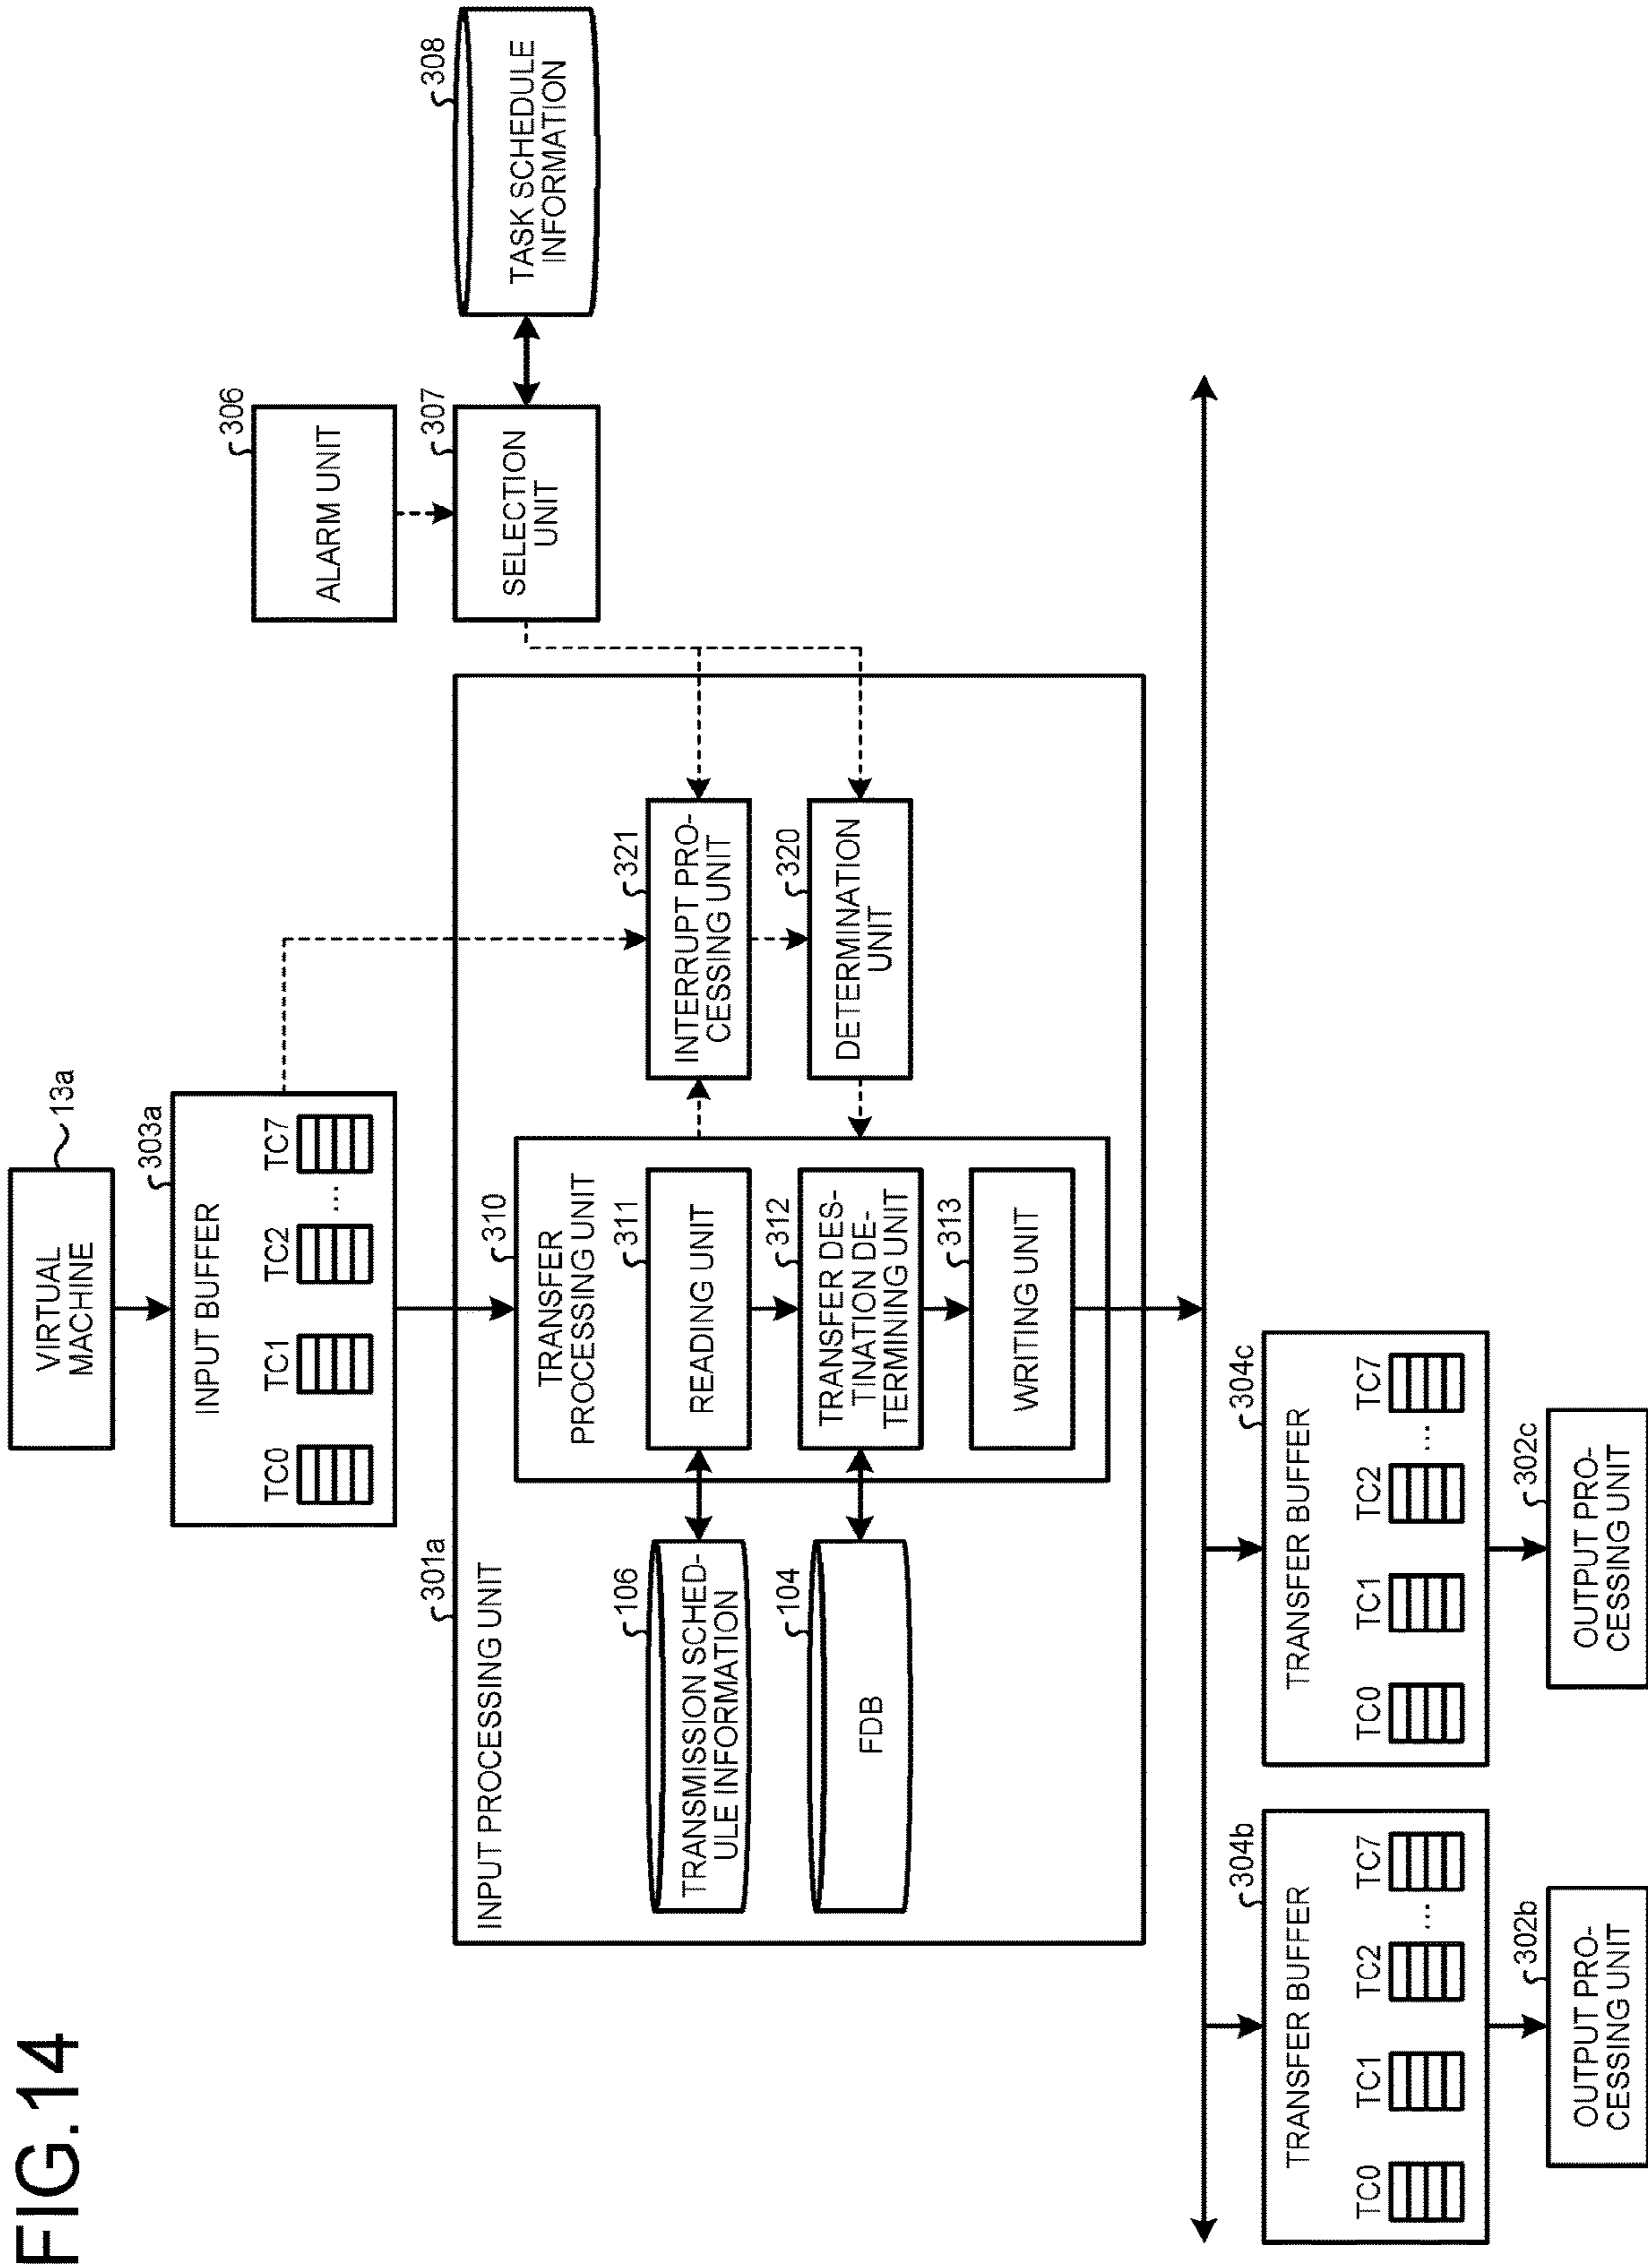 FIG.14
VIRTUAL
MACHINE
13a
303a
INPUT BUFFER
TC0
TC1
TC2
...
TC7
306
ALARM UNIT
307
SELECTION
UNIT
308
TASK SCHEDULE
INFORMATION
301a
INPUT PROCESSING UNIT
310
TRANSFER
PROCESSING UNIT
106
TRANSMISSION SCHED-
ULE INFORMATION
311
READING UNIT
321
INTERRUPT PRO-
CESSING UNIT
104
FDB
312
TRANSFER DES-
TINATION DE-
TERMINING UNIT
320
DETERMINATION
UNIT
313
WRITING UNIT
304b
TRANSFER BUFFER
TC0
TC1
TC2
...
TC7
304c
TRANSFER BUFFER
TC0
TC1
TC2
...
TC7
302b
OUTPUT PRO-
CESSING UNIT
302c
OUTPUT PRO-
CESSING UNIT